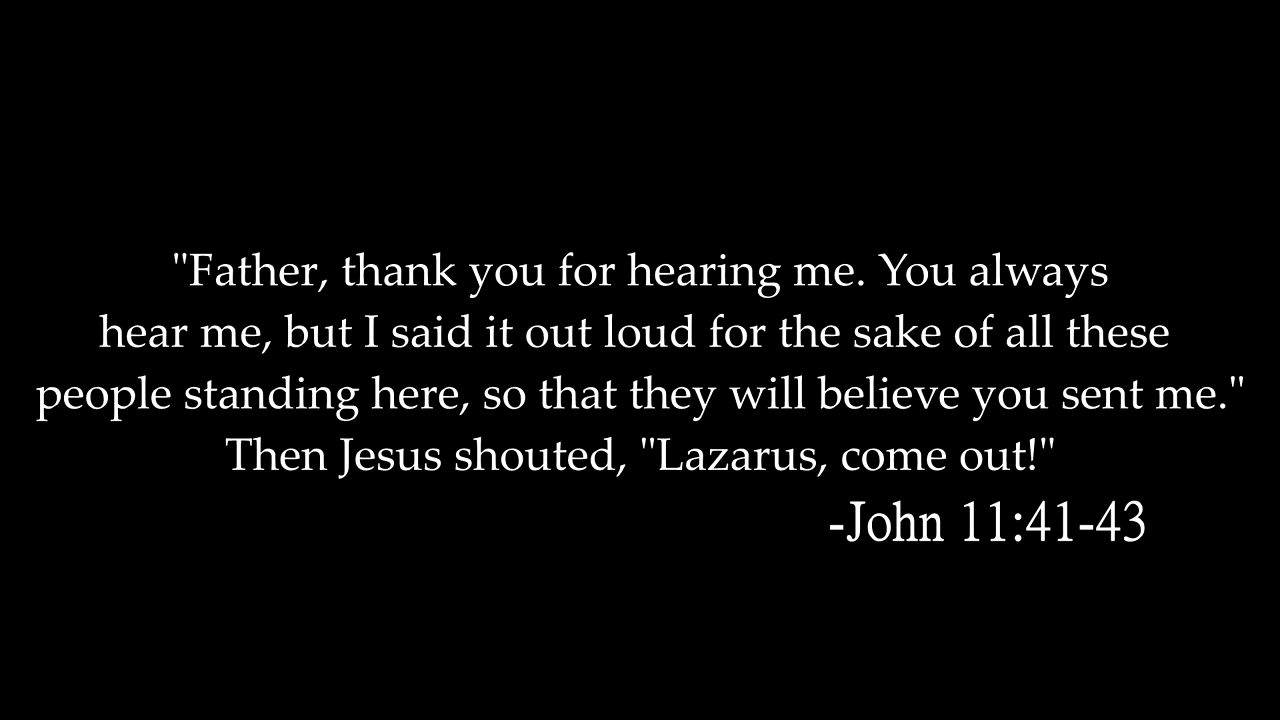 "Father, thank you for hearing me. You always
hear me, but I said it out loud for the sake of all these
people standing here, so that they will believe you sent me."
Then Jesus shouted, "Lazarus, come out!"
-John 11:41-43